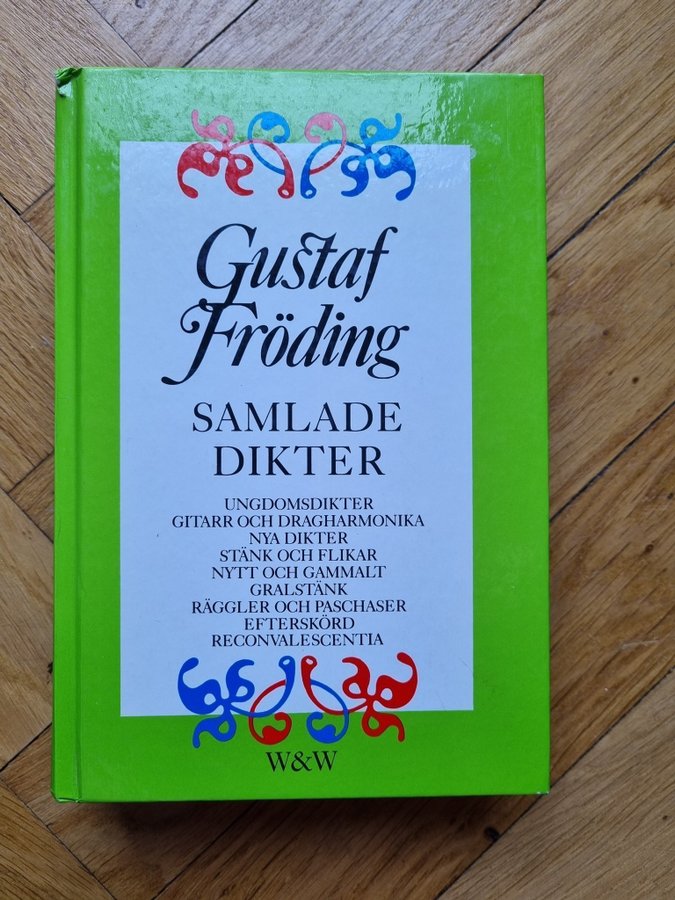 Gustaf
Fröding
SAMLADE
DIKTER
UNGDOMSDIKTER
GITARR OCH DRAGHARMONIKA
NYA DIKTER
STÄNK OCH FLIKAR
NYTT OCH GAMMALT
GRALSTÄNK
RÄGGLER OCH PASCHASER
EFTERSKÖRD
RECONVALESCENTIA
W&W